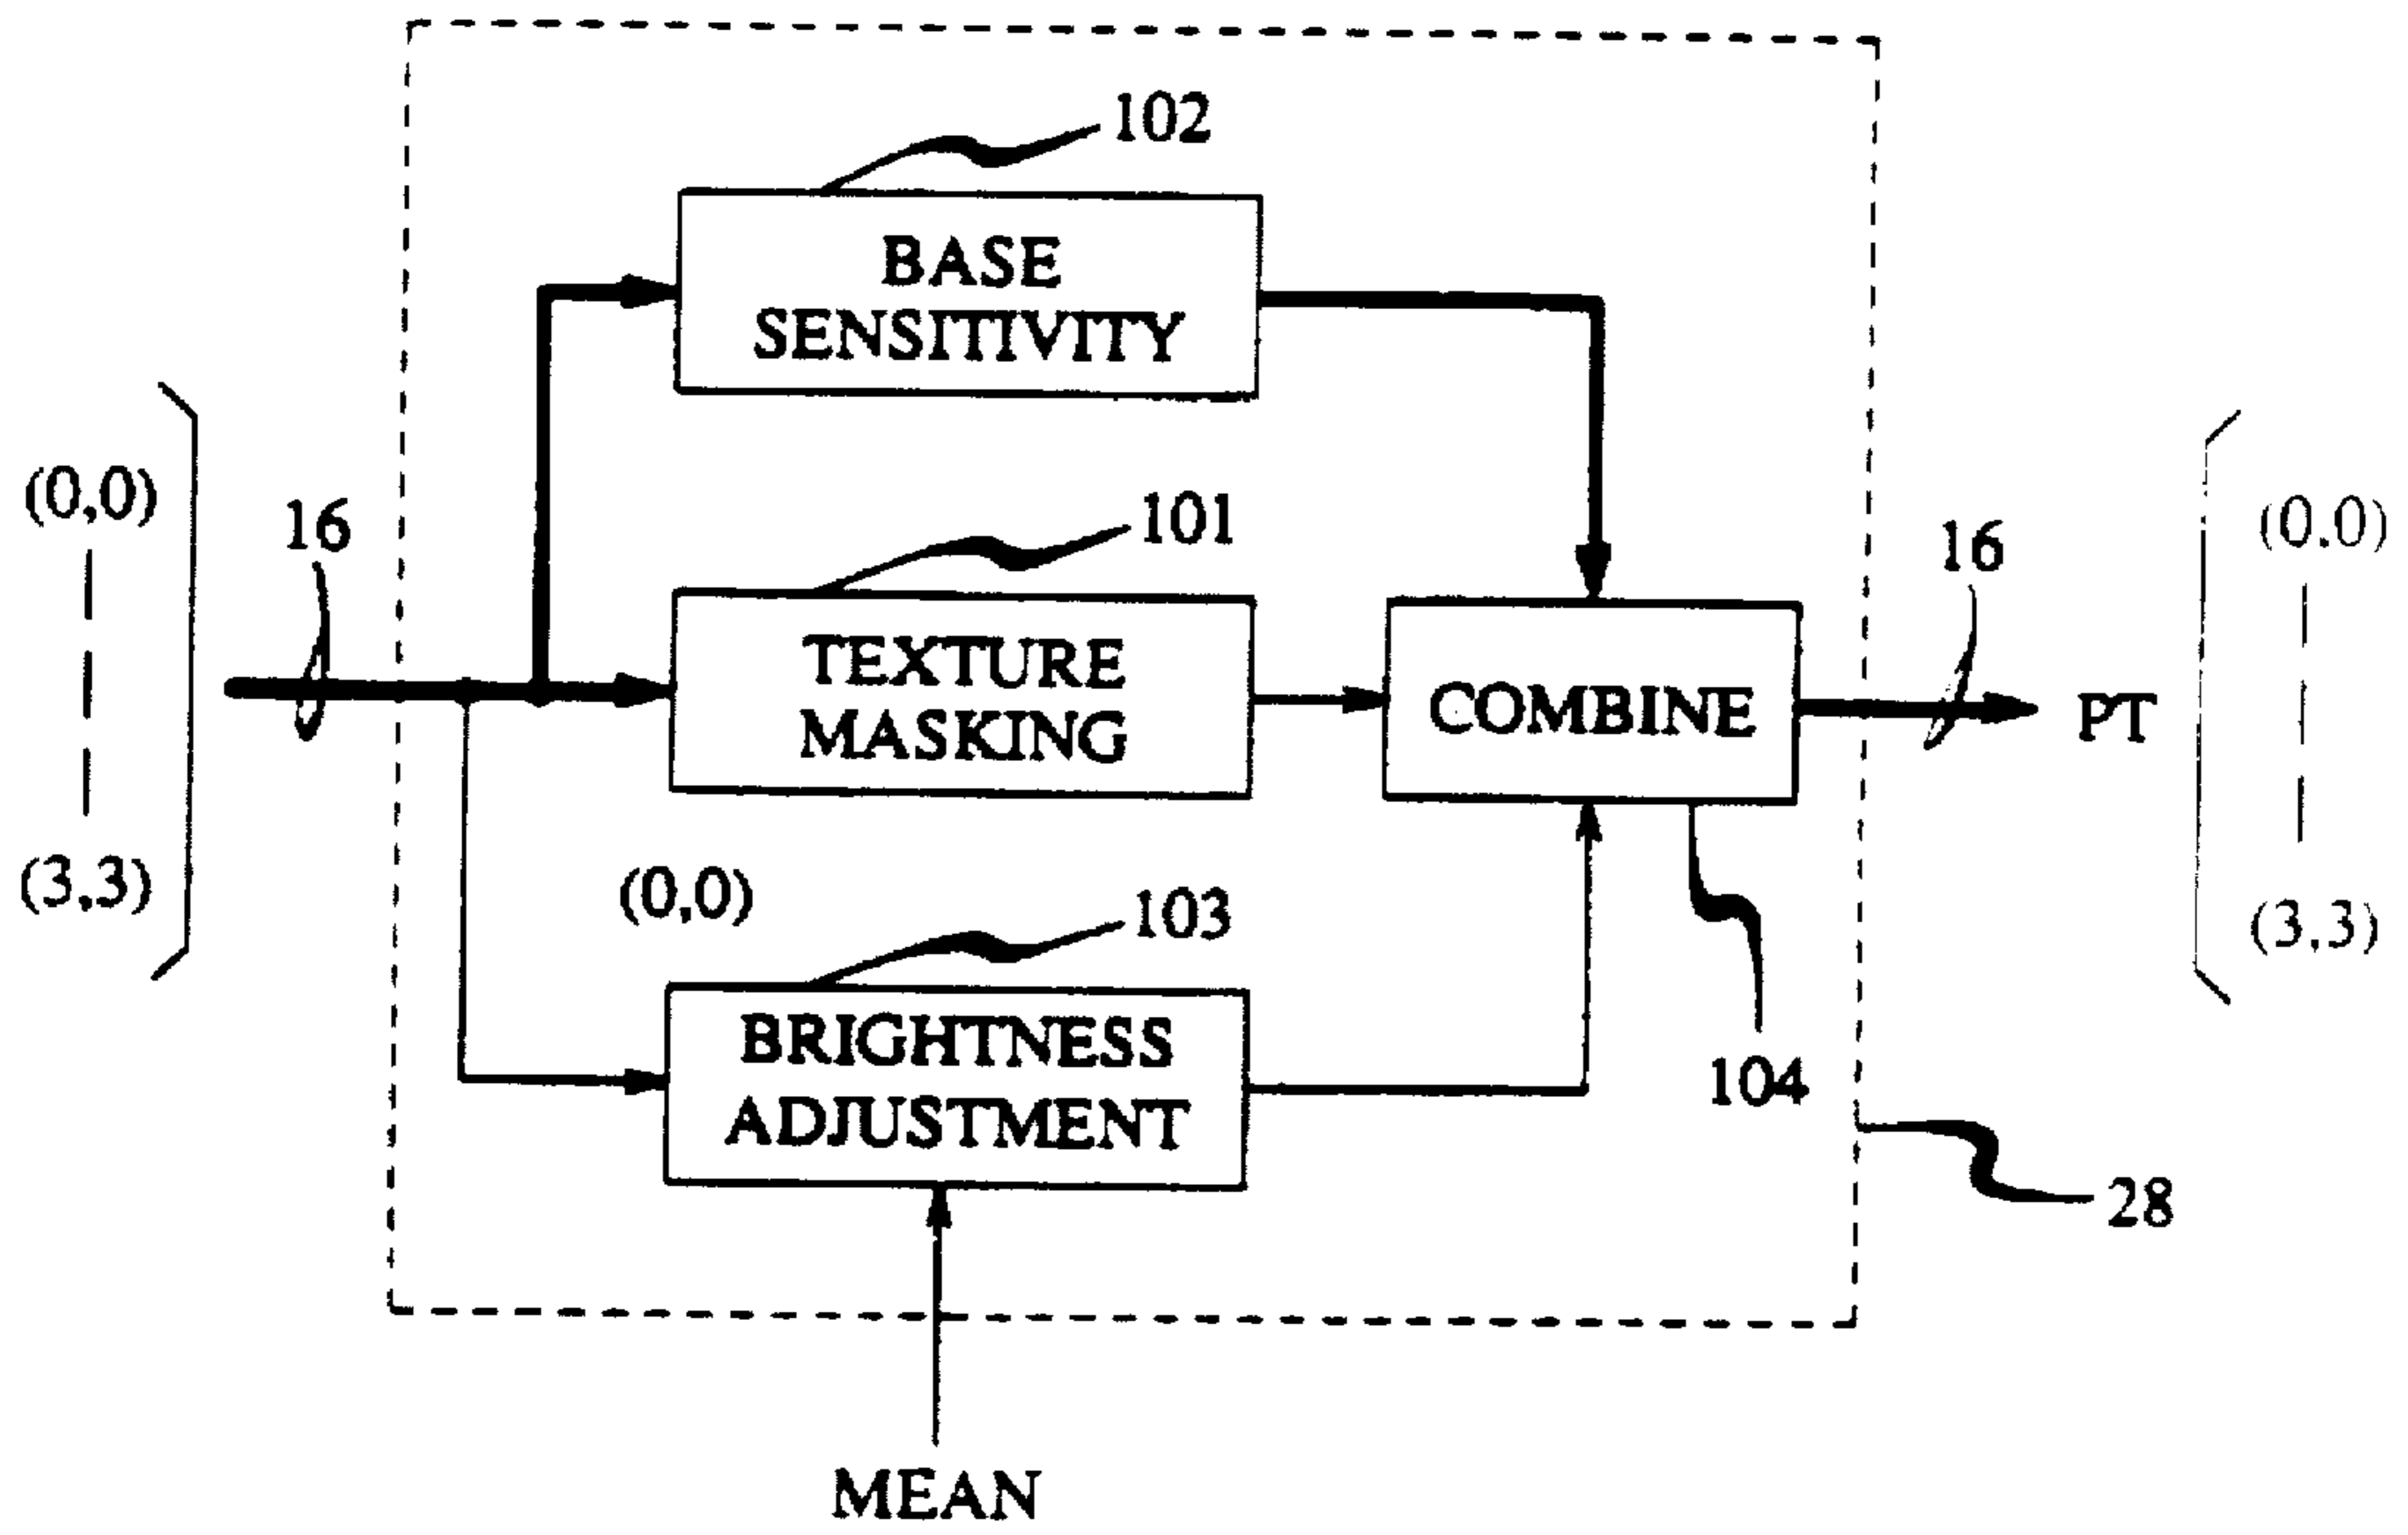 102
BASE
SENSITIVITY
(0,0)
16
(3,3)
101
TEXTURE
MASKING
COMBINE
16
PT
(0.0)
(3.3)
(0,0)
103
BRIGHTNESS
ADJUSTMENT
104
28
MEAN